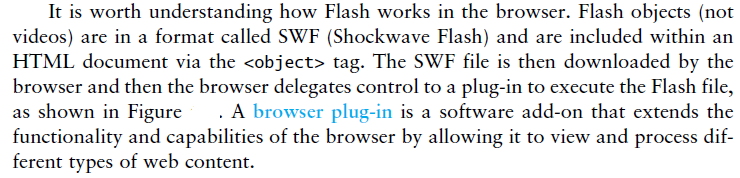 It is worth understanding how Flash works in the browser. Flash objects (not
videos) are in a format called SWF (Shockwave Flash) and are included within an
HTML document via the <object> tag. The SWF file is then downloaded by the
browser and then the browser delegates control to a plug-in to execute the Flash file,
as shown in Figure . A browser plug-in is a software add-on that extends the
functionality and capabilities of the browser by allowing it to view and process dif-
ferent types of web content.